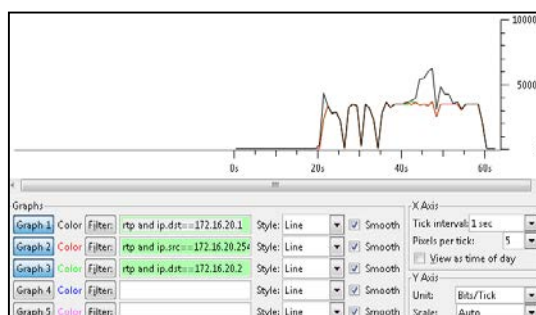 10000
5000
0s 20s 40s 60s
Graphs
Graph 1 Color Filter: rtp and ip.dst==172.16.20.1 Style: Line Smooth
Graph 2 Color Filter: rtp and ip.src==172.16.20.254 Style: Line Smooth
Graph 3 Color Filter: rtp and ip.dst==172.16.20.2 Style: Line Smooth
Graph 4 Color Filter: Style: Line Smooth
Graph 5 Color Filter: Style: Line Smooth
X Axis
Tick interval: 1 sec
Pixels per tick: 5
View as time of day
Y Axis
Unit: Bits/Tick
Scale: Auto